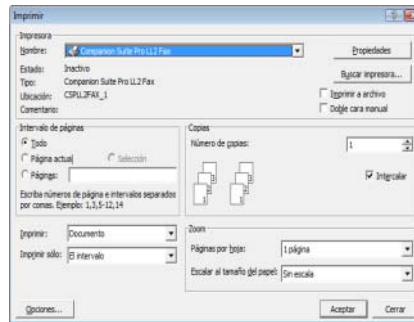 Imprimir
Impresora
Nombre: Companion Suite Pro LL2 Fax Propiedades
Estado: Inactivo
Tipo: Companion Suite Pro LL2 Fax Buscar impresora...
Ubicación: CSPLL2FAX_1 Imprimir a archivo
Comentario: Doble cara manual
Intervalo de páginas Copias
Todo Número de copias: 1
Página actual Selección
Páginas: Intercalar
Escriba números de página e intervalos separados
por comas. Ejemplo: 1,3,5-12,14
Imprimir: Documento Zoom
Páginas por hoja: 1 página
Imprimir sólo: El intervalo
Escalar al tamaño del papel: Sin escala
Opciones... Aceptar Cerrar